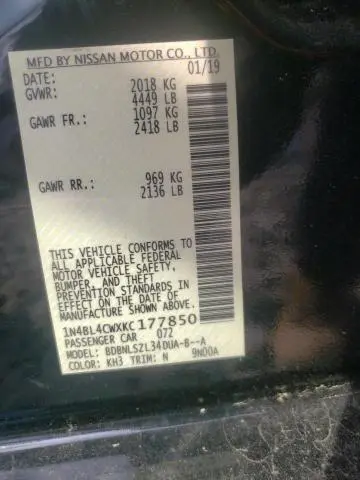 MFD BY NISSAN MOTOR CO., LTD.
DATE: 01/19
GVWR: 2018 KG
4449 LB
GAWR FR.: 1097 KG
2418 LB
GAWR RR.: 969 KG
2136 LB
THIS VEHICLE CONFORMS TO
ALL APPLICABLE FEDERAL
MOTOR VEHICLE SAFETY,
BUMPER, AND THEFT
PREVENTION STANDARDS IN
EFFECT ON THE DATE OF
MANUFACTURE SHOWN ABOVE.
1N4BL4CWXKC177850
PASSENGER CAR 072
MODEL: BDBNLSZL34DUA-B--A
COLOR: KH3 TRIM: N 9N00A